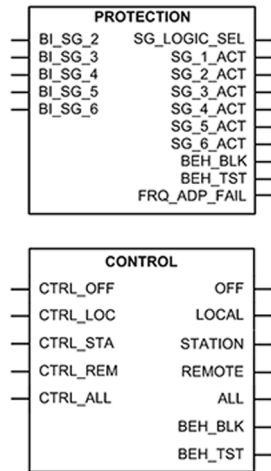 PROTECTION
BI_SG_2 SG_LOGIC_SEL
BI_SG_3 SG_1_ACT
BI_SG_4 SG_2_ACT
BI_SG_5 SG_3_ACT
BI_SG_6 SG_4_ACT
SG_5_ACT
SG_6_ACT
BEH_BLK
BEH_TST
FRQ_ADP_FAIL
CONTROL
CTRL_OFF OFF
CTRL_LOC LOCAL
CTRL_STA STATION
CTRL_REM REMOTE
CTRL_ALL ALL
BEH_BLK
BEH_TST